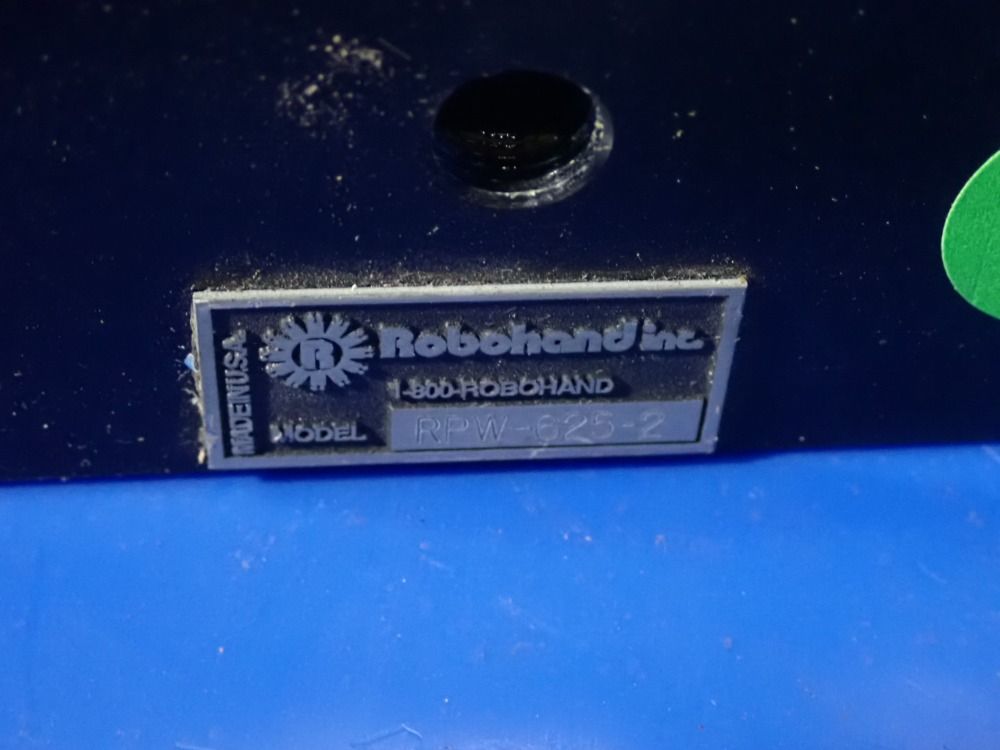 MADE IN U.S.A.
R
Robohand inc.
1-800-ROBOHAND
MODEL RPW-625-2